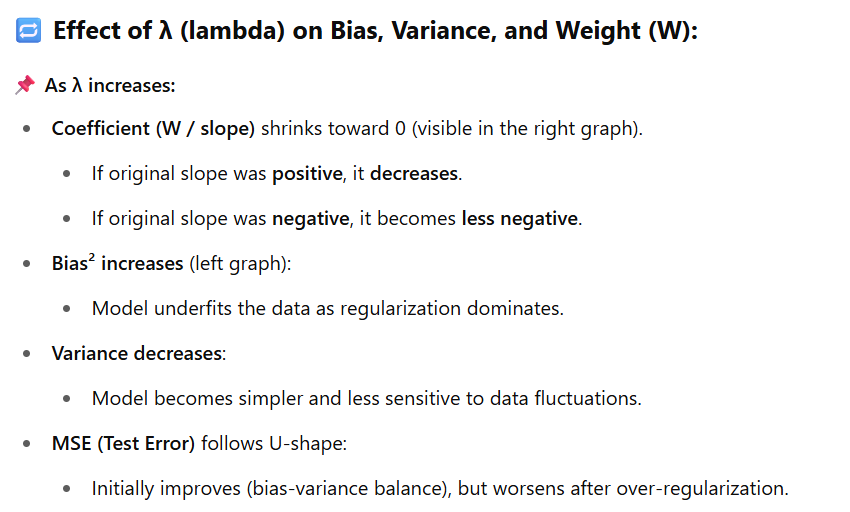 🔁 Effect of λ (lambda) on Bias, Variance, and Weight (W):
📌 As λ increases:
• Coefficient (W / slope) shrinks toward 0 (visible in the right graph).
• If original slope was positive, it decreases.
• If original slope was negative, it becomes less negative.
• Bias² increases (left graph):
• Model underfits the data as regularization dominates.
• Variance decreases:
• Model becomes simpler and less sensitive to data fluctuations.
• MSE (Test Error) follows U-shape:
• Initially improves (bias-variance balance), but worsens after over-regularization.